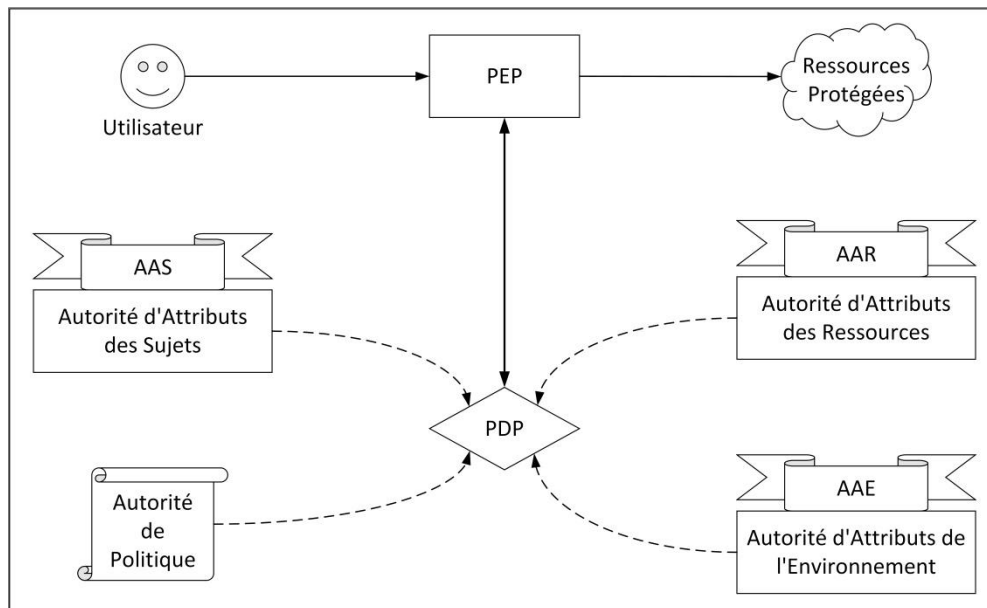 Utilisateur
PEP
Ressources
Protégées
AAS
Autorité d'Attributs
des Sujets
AAR
Autorité d'Attributs
des Ressources
PDP
Autorité
de
Politique
AAE
Autorité d'Attributs de
l'Environnement